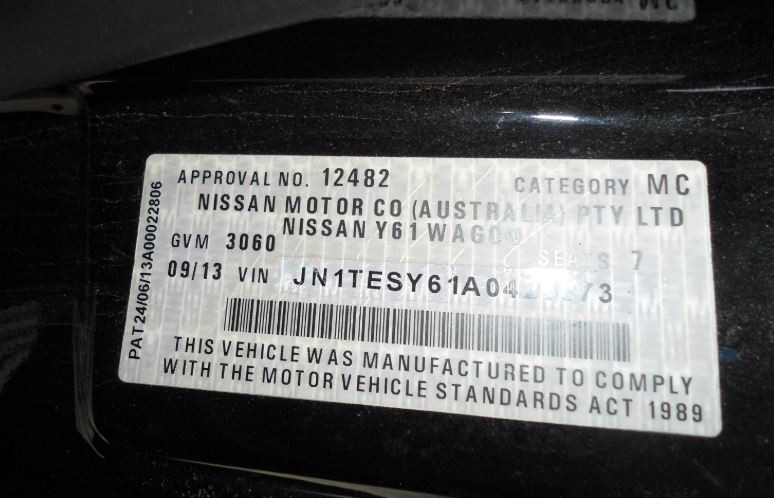 APPROVAL NO. 12482 CATEGORY MC
NISSAN MOTOR CO (AUSTRALIA) PTY LTD
NISSAN Y61 WAGON
GVM 3060 SEATS 7
09/13 VIN
THIS VEHICLE WAS MANUFACTURED TO COMPLY
WITH THE MOTOR VEHICLE STANDARDS ACT 1989
PAT24/06/13A00022806